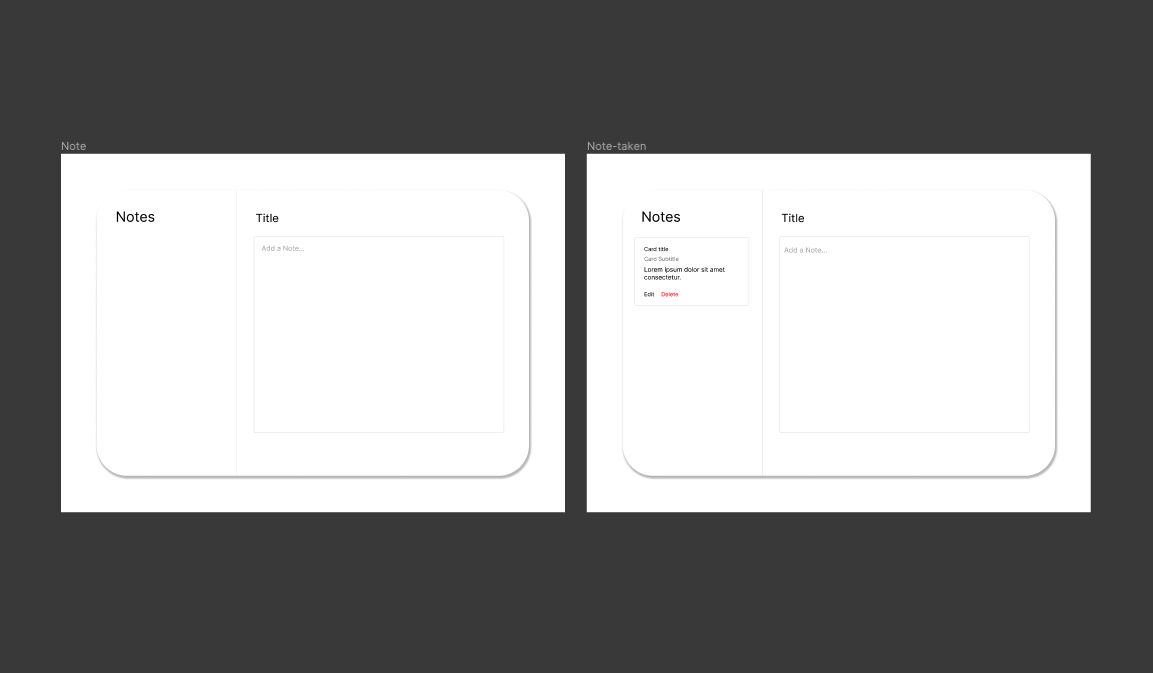 Note
Notes
Title
Add a Note...
Note-taken
Notes
Card title
Card Subtitle
Lorem ipsum dolor sit amet
consectetur.
Edit Delete
Title
Add a Note...